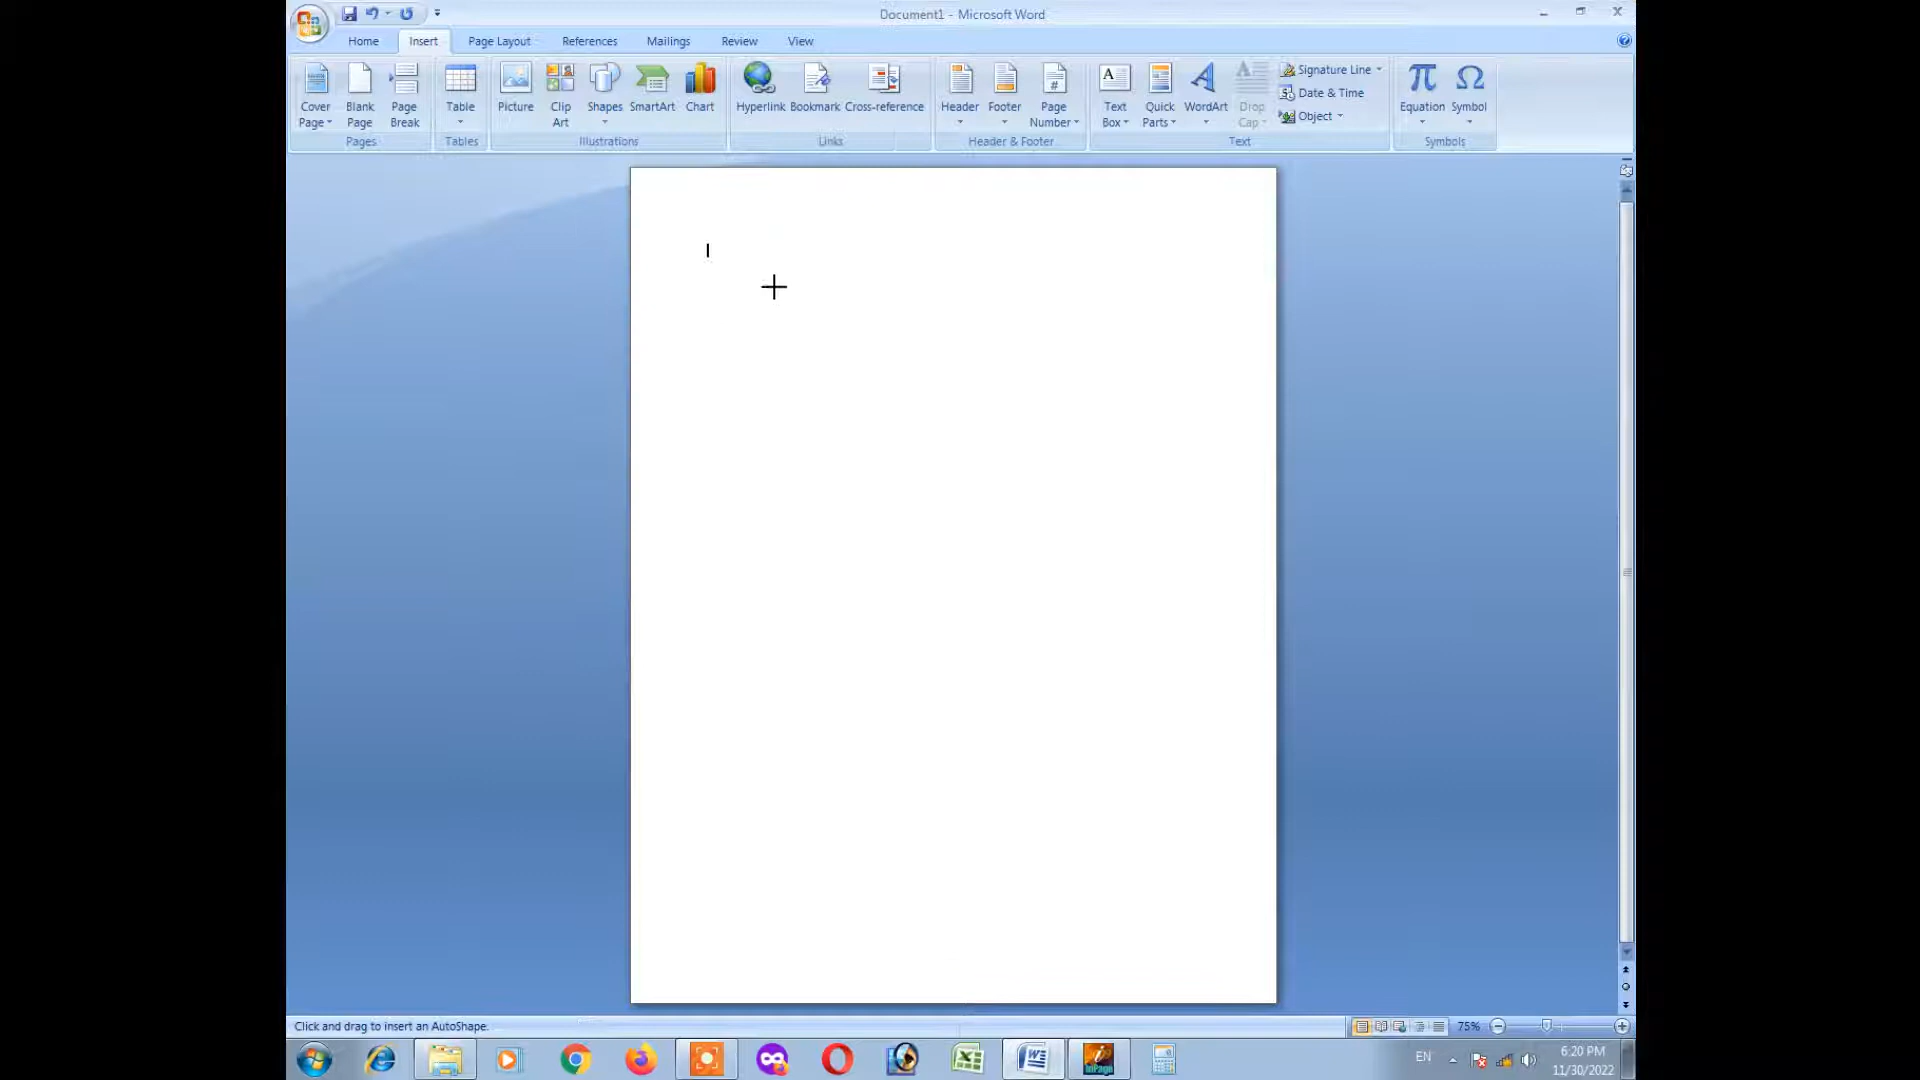 Document1 - Microsoft Word
Home Insert Page Layout References Mailings Review View
Cover Page
Blank Page
Page Break
Pages
Table
Tables
Picture
Clip Art
Shapes
SmartArt
Chart
Illustrations
Hyperlink
Bookmark
Cross-reference
Links
Header
Footer
Page Number
Header & Footer
Text Box
Quick Parts
WordArt
Drop Cap
Signature Line
Date & Time
Object
Text
Equation
Symbol
Symbols
Click and drag to insert an AutoShape.
75%
InPage
EN
6:20 PM
11/30/2022